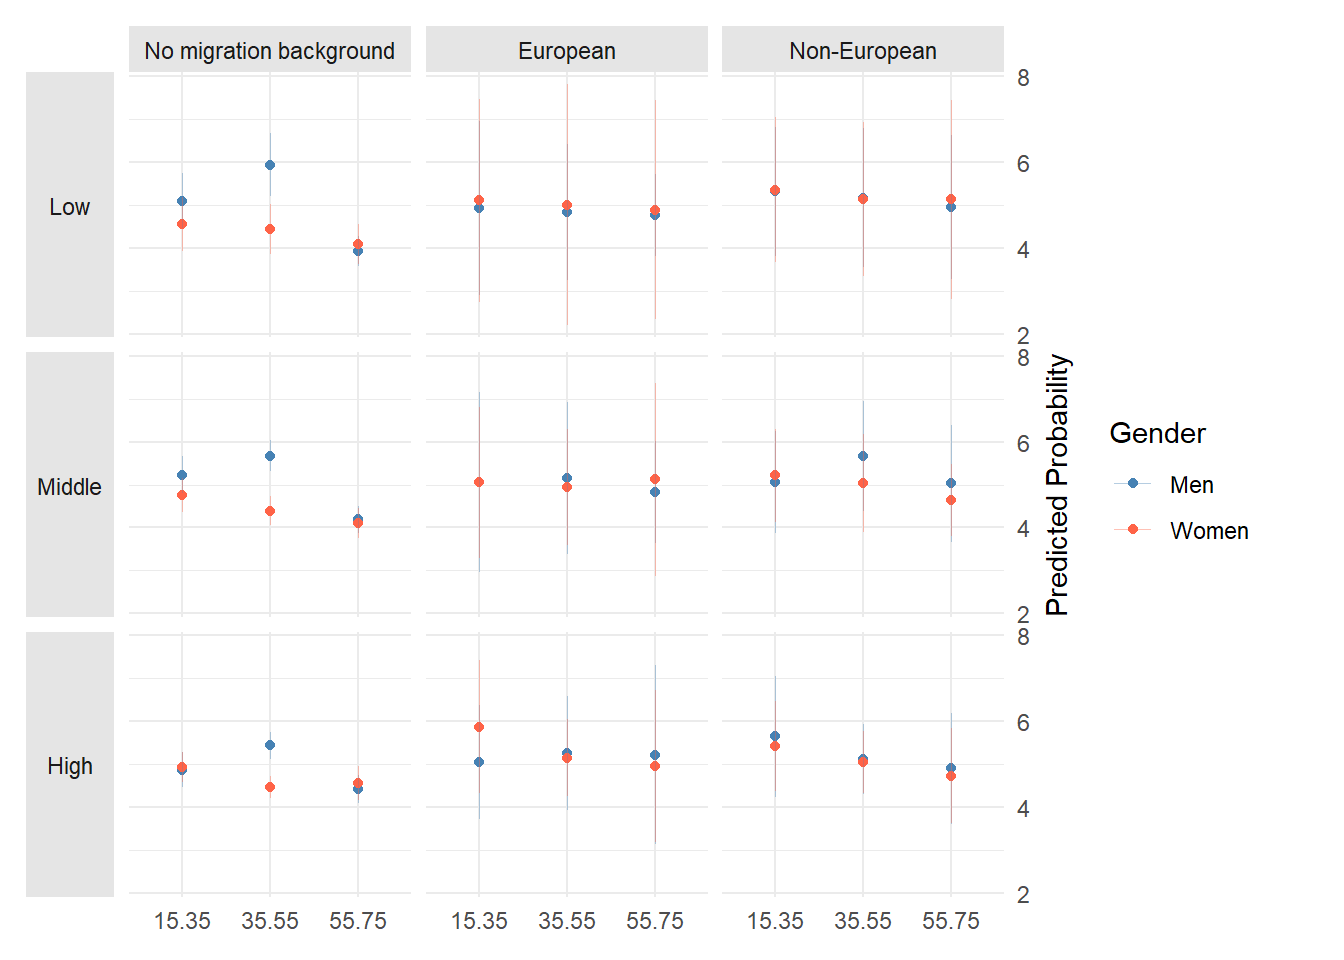 No migration background European Non-European
Low
8
6
4
2
Middle
8
6
4
2
High
8
6
4
2
15.35 35.55 55.75 15.35 35.55 55.75 15.35 35.55 55.75
Predicted Probability
Gender
Men
Women